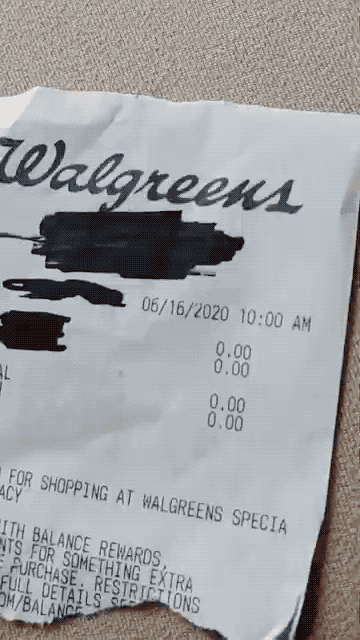 Walgreens
06/16/2020 10:00 AM
0.00
AL 0.00
0.00
0.00
FOR SHOPPING AT WALGREENS SPECIA
ACY
ITH BALANCE REWARDS,
NTS FOR SOMETHING EXTRA
E PURCHASE. RESTRICTIONS
FULL DETAILS
OM/BALANCE